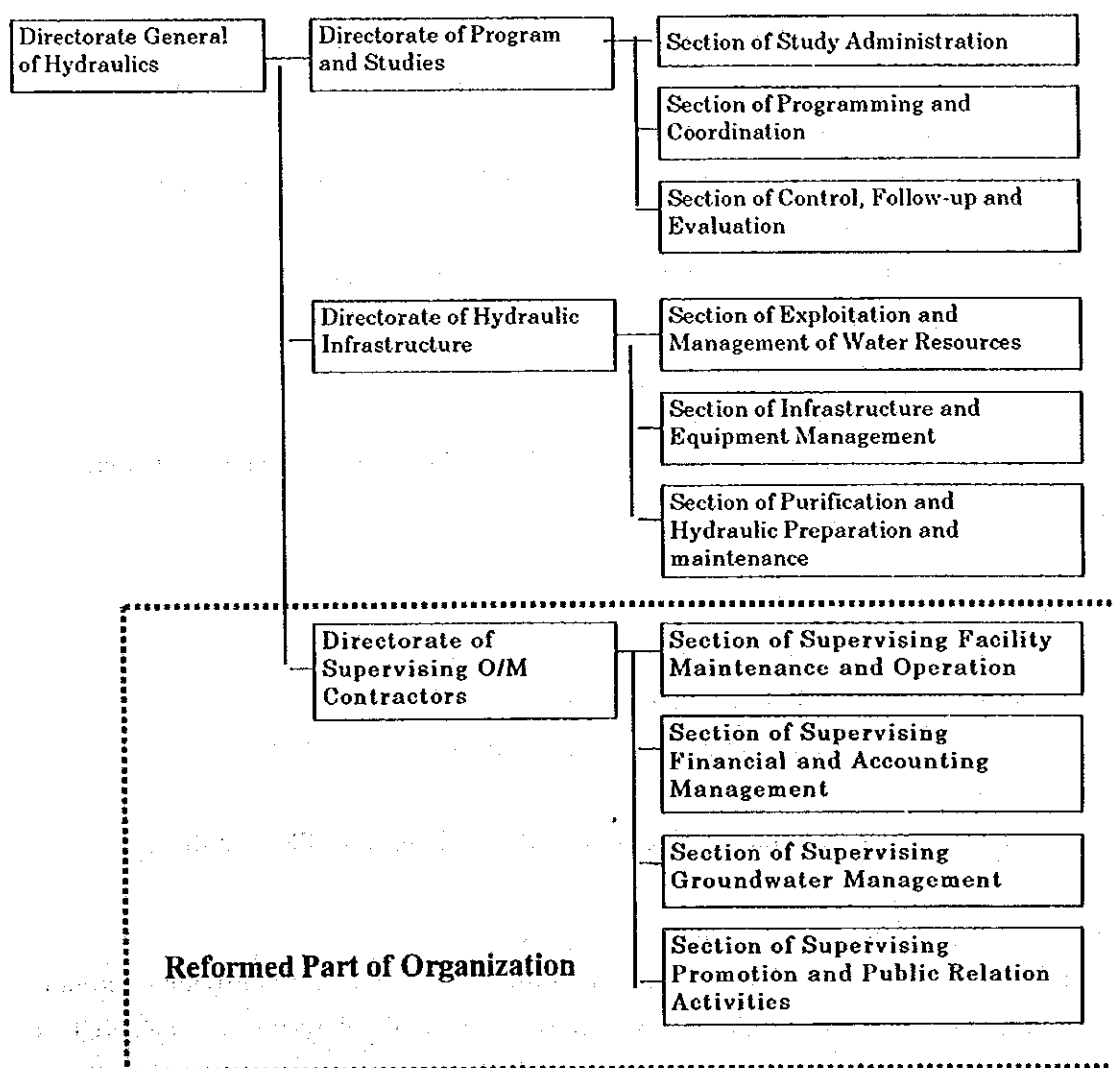 Directorate General
of Hydraulics
Directorate of Program
and Studies
Section of Study Administration
Section of Programming and
Coordination
Section of Control, Follow-up and
Evaluation
Directorate of Hydraulic
Infrastructure
Section of Exploitation and
Management of Water Resources
Section of Infrastructure and
Equipment Management
Section of Purification and
Hydraulic Preparation and
maintenance
Directorate of
Supervising O/M
Contractors
Section of Supervising Facility
Maintenance and Operation
Section of Supervising
Financial and Accounting
Management
Section of Supervising
Groundwater Management
Section of Supervising
Promotion and Public Relation
Activities
Reformed Part of Organization